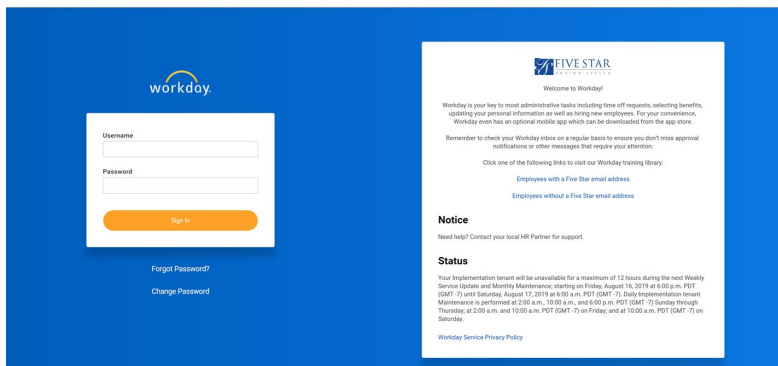 workday.
Username
Password
Sign In
Forgot Password?
Change Password
FIVE STAR
SENIOR LIVING
Welcome to Workday!
Workday is your key to most administrative tasks including time off requests, selecting benefits,
updating your personal information as well as hiring new employees. For your convenience,
Workday even has an optional mobile app which can be downloaded from the app store.
Remember to check your Workday inbox on a regular basis to ensure you don't miss approval
notifications or other messages that require your attention.
Click one of the following links to visit our Workday training library:
Employees with a Five Star email address
Employees without a Five Star email address
Notice
Need help? Contact your local HR Partner for support.
Status
Your Implementation tenant will be unavailable for a maximum of 12 hours during the next Weekly
Service Update and Monthly Maintenance; starting on Friday, August 16, 2019 at 6:00 p.m. PDT
(GMT -7) until Saturday, August 17, 2019 at 6:00 a.m. PDT (GMT -7). Daily Implementation tenant
Maintenance is performed at 2:00 a.m., 10:00 a.m., and 6:00 p.m. PDT (GMT -7) Sunday through
Thursday; at 2:00 a.m. and 10:00 a.m. PDT (GMT -7) on Friday; and at 10:00 a.m. PDT (GMT -7) on
Saturday.
Workday Service Privacy Policy